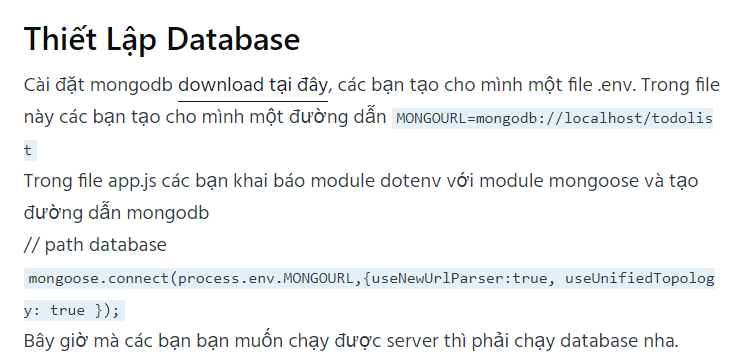 Thiết Lập Database
Cài đặt mongodb download tại đây, các bạn tạo cho mình một file .env. Trong file
này các bạn tạo cho mình một đường dẫn MONGOURL=mongodb://localhost/todolis
t
Trong file app.js các bạn khai báo module dotenv với module mongoose và tạo
đường dẫn mongodb
// path database
mongoose.connect(process.env.MONGOURL,{useNewUrlParser:true, useUnifiedTopolog
y: true });
Bây giờ mà các bạn bạn muốn chạy được server thì phải chạy database nha.